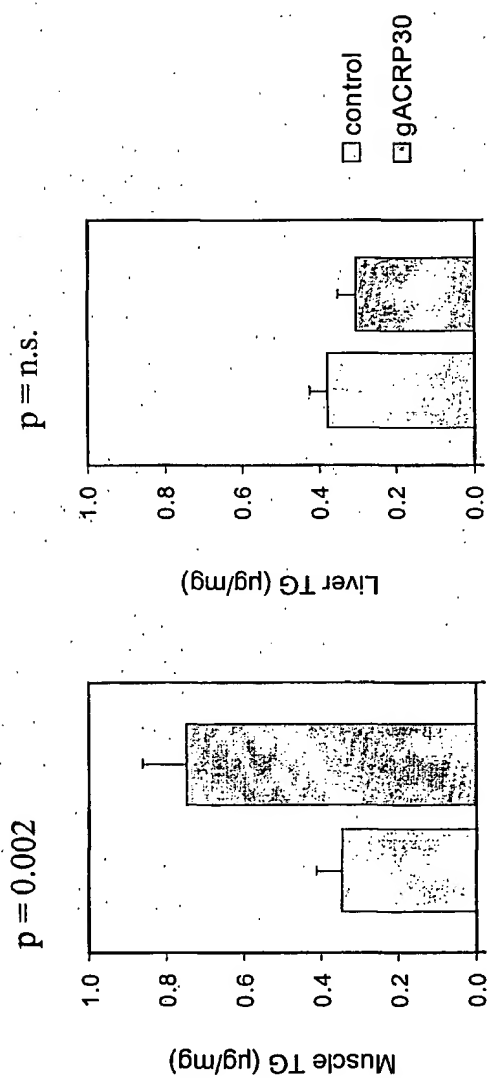 p = 0.002
Muscle TG (µg/mg)
1.0
0.8
0.6
0.4
0.2
0.0
p = n.s.
Liver TG (µg/mg)
1.0
0.8
0.6
0.4
0.2
0.0
control
gACRP30